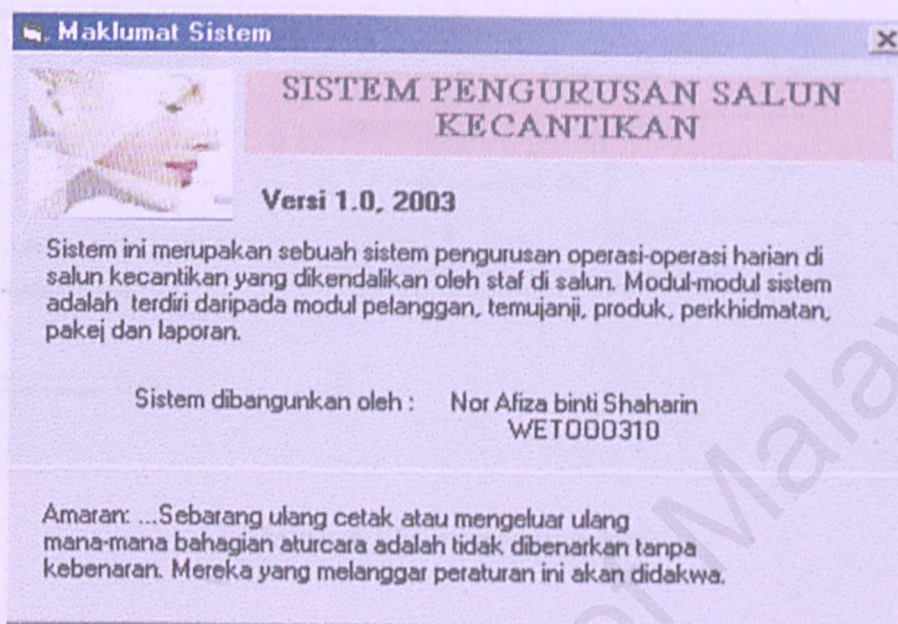 Maklumat Sistem
SISTEM PENGURUSAN SALUN
KECANTIKAN
Versi 1.0, 2003
Sistem ini merupakan sebuah sistem pengurusan operasi-operasi harian di
salun kecantikan yang dikendalikan oleh staf di salun. Modul-modul sistem
adalah terdiri daripada modul pelanggan, temujanji, produk, perkhidmatan,
pakej dan laporan.
Sistem dibangunkan oleh : Nor Afiza binti Shaharin
WET000310
Amaran: ...Sebarang ulang cetak atau mengeluar ulang
mana-mana bahagian aturcara adalah tidak dibenarkan tanpa
kebenaran. Mereka yang melanggar peraturan ini akan didakwa.